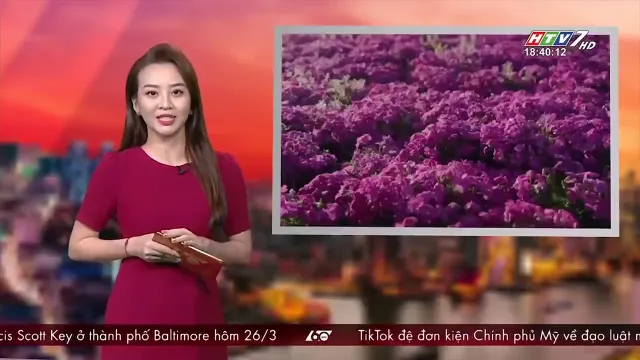 HTV7 HD
18:40:12
cis Scott Key ở thành phố Baltimore hôm 26/3 60 TikTok đệ đơn kiện Chính phủ Mỹ về đạo luật